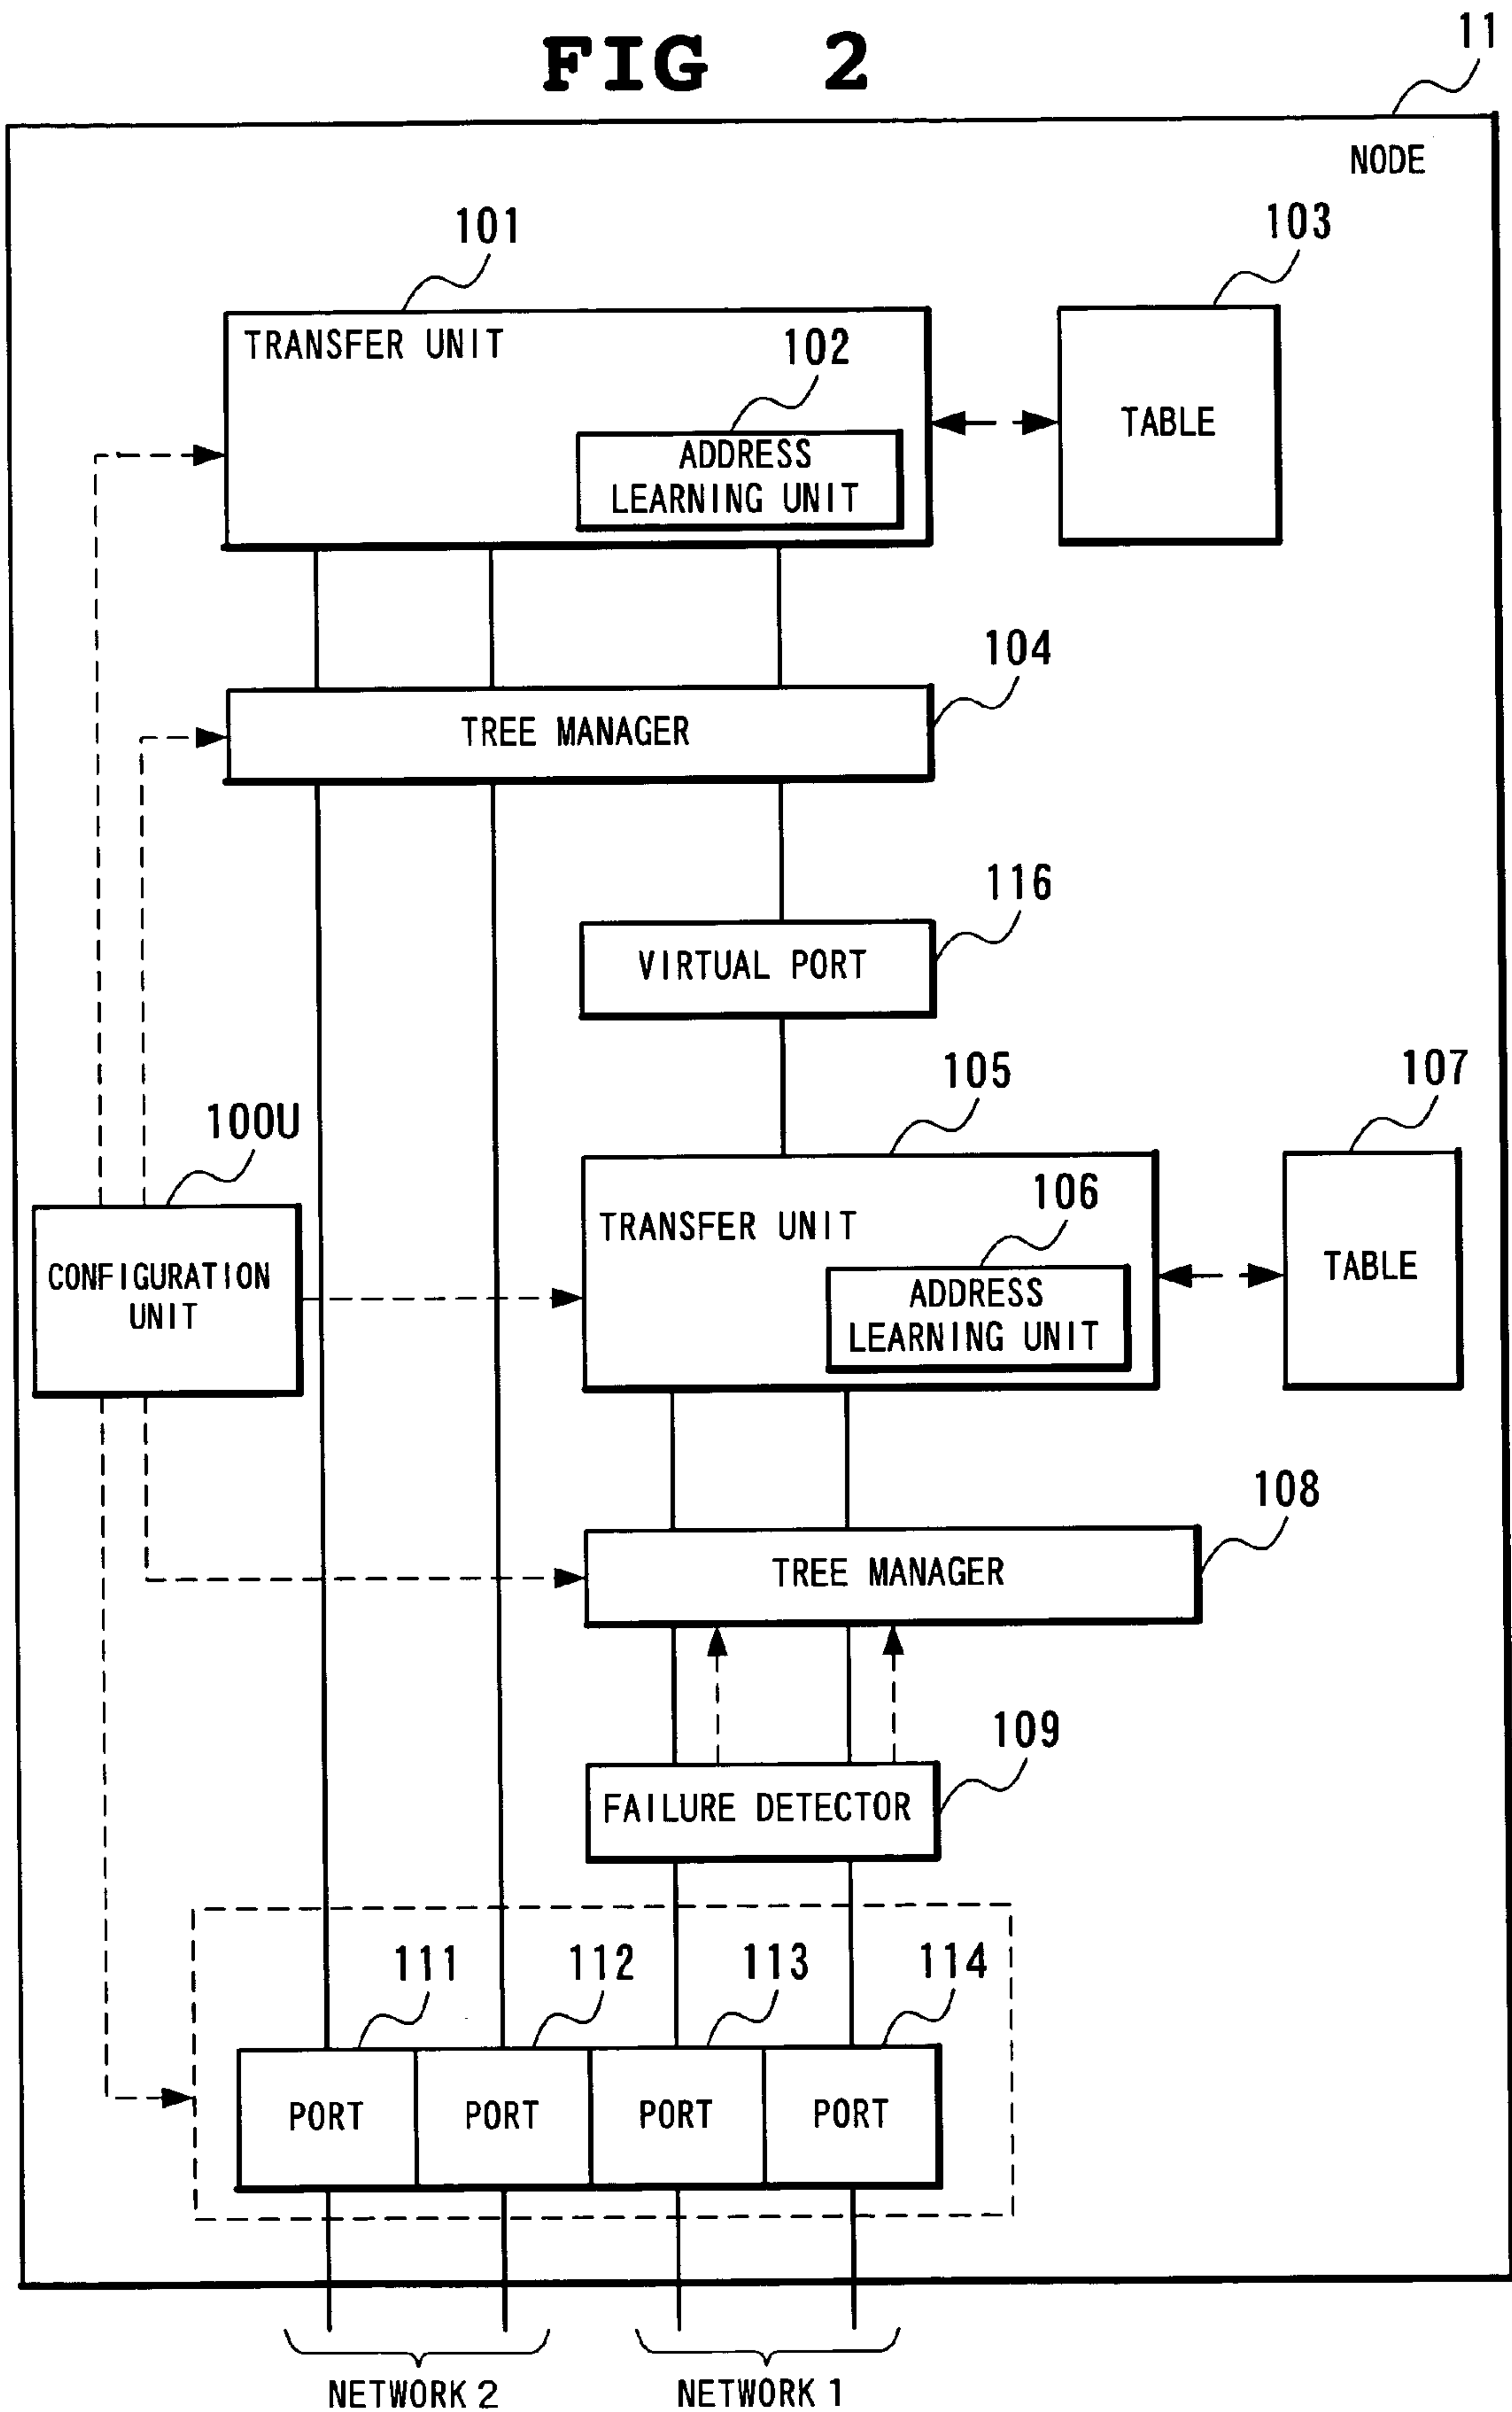 FIG 2
11
NODE
101
103
TRANSFER UNIT
102
TABLE
ADDRESS
LEARNING UNIT
104
TREE MANAGER
116
VIRTUAL PORT
105
107
100U
106
TRANSFER UNIT
CONFIGURATION
UNIT
TABLE
ADDRESS
LEARNING UNIT
108
TREE MANAGER
109
FAILURE DETECTOR
111
112
113
114
PORT
PORT
PORT
PORT
NETWORK 2
NETWORK 1